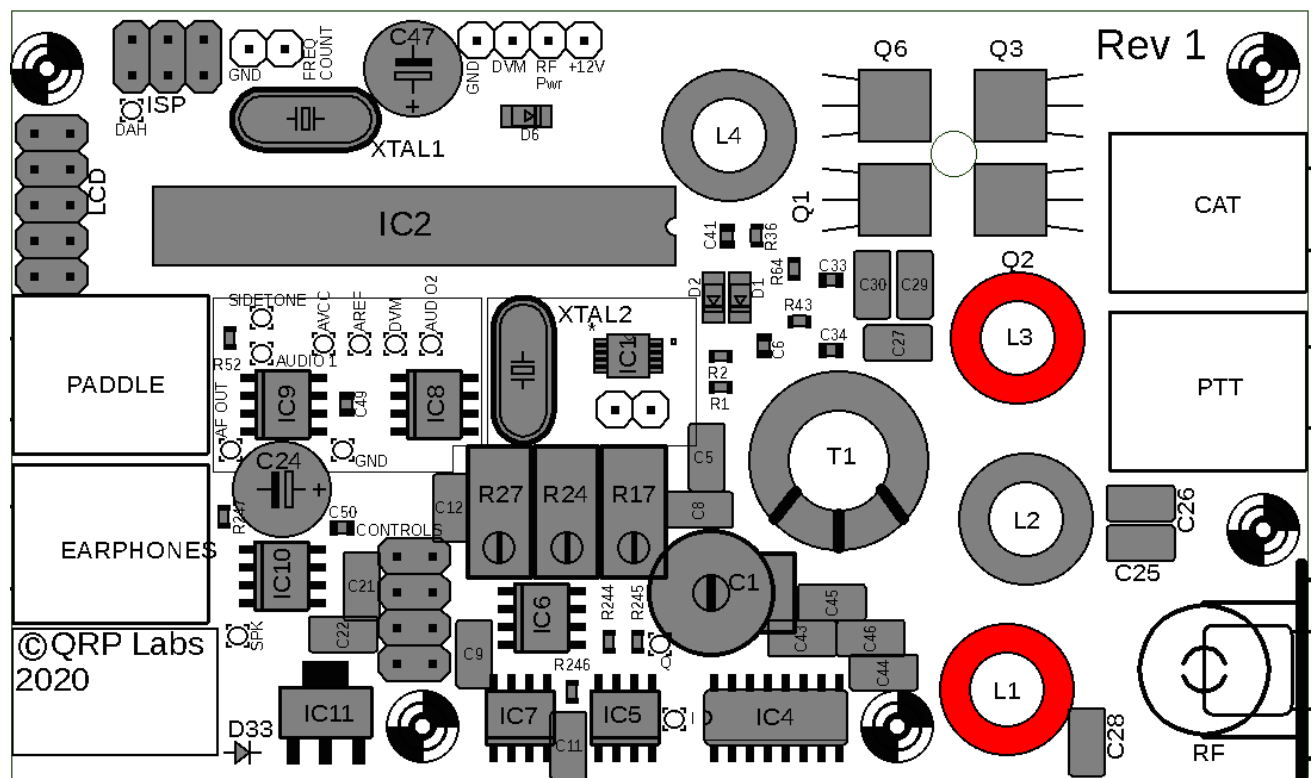 C47
GND
FREQ
COUNT
GND
DVM
RF
Pwr
+12V
Q6
Q3
Rev 1
ISP
DAH
XTAL1
D6
L4
LCD
IC2
Q1
CAT
C41
R36
Q2
R64
C33
D2
D1
C30
C29
SIDETONE
AVCC
AREF
DVM
AUDIO2
XTAL2
*
R43
C27
L3
R52
AUDIO 1
IC1
C6
C34
PADDLE
R2
R1
PTT
IC9
C49
IC8
AF OUT
GND
C24
+
C5
T1
R27
R24
R17
C12
C8
C26
R247
C50
CONTROLS
L2
EARPHONES
IC10
C21
C25
C1
C45
IC6
R244
R245
©QRP Labs
2020
SPK
C22
C9
Q
C43
C46
R246
C44
L1
IC11
IC7
IC5
I
IC4
D33
C11
C28
RF